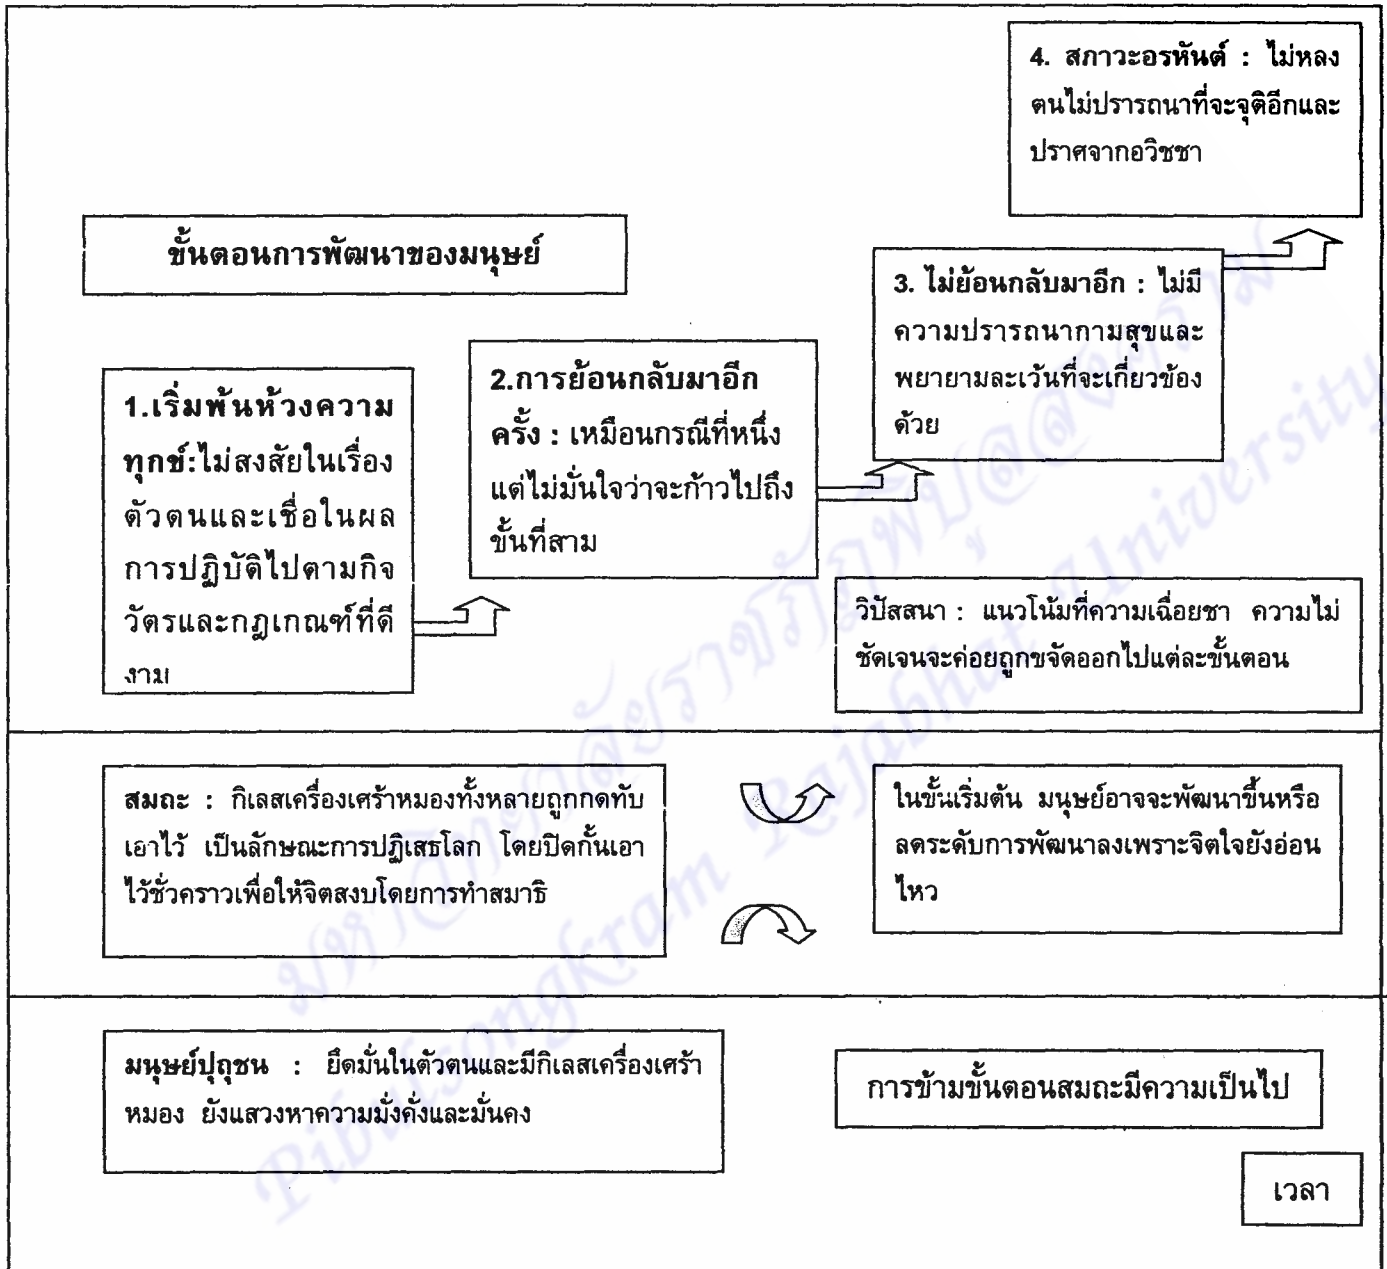 4. สภาวะอรหันต์ : ไม่หลง
ตนไม่ปรารถนาที่จะจุติอีกและ
ปราศจากอวิชชา
ขั้นตอนการพัฒนาของมนุษย์
3. ไม่ย้อนกลับมาอีก : ไม่มี
ความปรารถนากามสุขและ
พยายามละเว้นที่จะเกี่ยวข้อง
ด้วย
2.การย้อนกลับมาอีก
ครั้ง : เหมือนกรณีที่หนึ่ง
แต่ไม่มั่นใจว่าจะก้าวไปถึง
ขั้นที่สาม
1.เริ่มพ้นห้วงความ
ทุกข์:ไม่สงสัยในเรื่อง
ตัวตนและเชื่อในผล
การปฏิบัติไปตามกิจ
วัตรและกฎเกณฑ์ที่ดี
งาม
วิปัสสนา : แนวโน้มที่ความเฉื่อยชา ความไม่
ชัดเจนจะค่อยถูกขจัดออกไปแต่ละขั้นตอน
สมถะ : กิเลสเครื่องเศร้าหมองทั้งหลายถูกกดทับ
เอาไว้ เป็นลักษณะการปฏิเสธโลก โดยปิดกั้นเอา
ไว้ชั่วคราวเพื่อให้จิตสงบโดยการทำสมาธิ
ในขั้นเริ่มต้น มนุษย์อาจจะพัฒนาขึ้นหรือ
ลดระดับการพัฒนาลงเพราะจิตใจยังอ่อน
ไหว
มนุษย์ปุถุชน : ยึดมั่นในตัวตนและมีกิเลสเครื่องเศร้า
หมอง ยังแสวงหาความมั่งคั่งและมั่นคง
การข้ามขั้นตอนสมถะมีความเป็นไป
เวลา
มหาวิทยาลัยราชภัฏพิบูลสงคราม
Pibulsongkram Rajabhat University